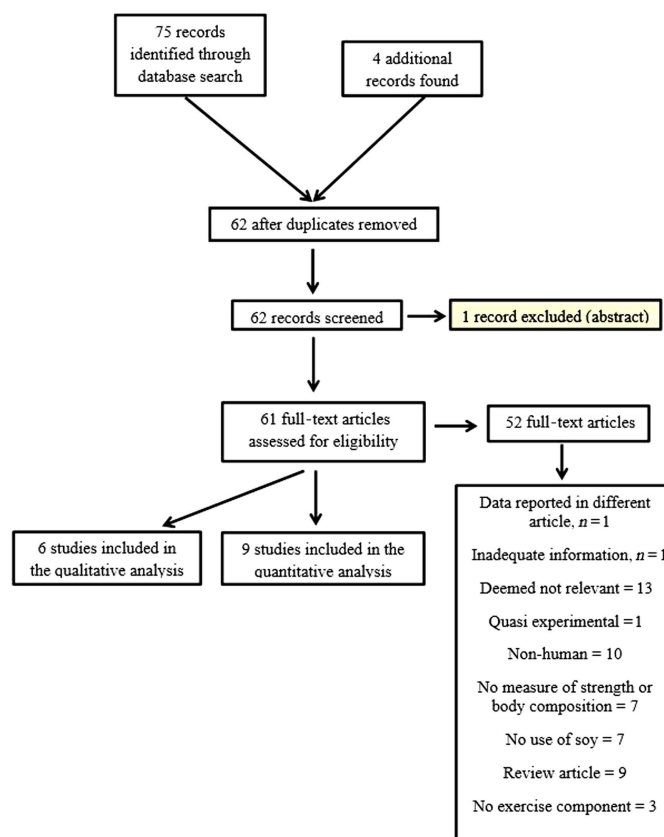 75 records
identified through
database search
4 additional
records found
62 after duplicates removed
62 records screened
1 record excluded (abstract)
61 full-text articles
assessed for eligibility
52 full-text articles
6 studies included in
the qualitative analysis
9 studies included in the
quantitative analysis
Data reported in different
article, n = 1
Inadequate information, n = 1
Deemed not relevant = 13
Quasi experimental = 1
Non-human = 10
No measure of strength or
body composition = 7
No use of soy = 7
Review article = 9
No exercise component = 3